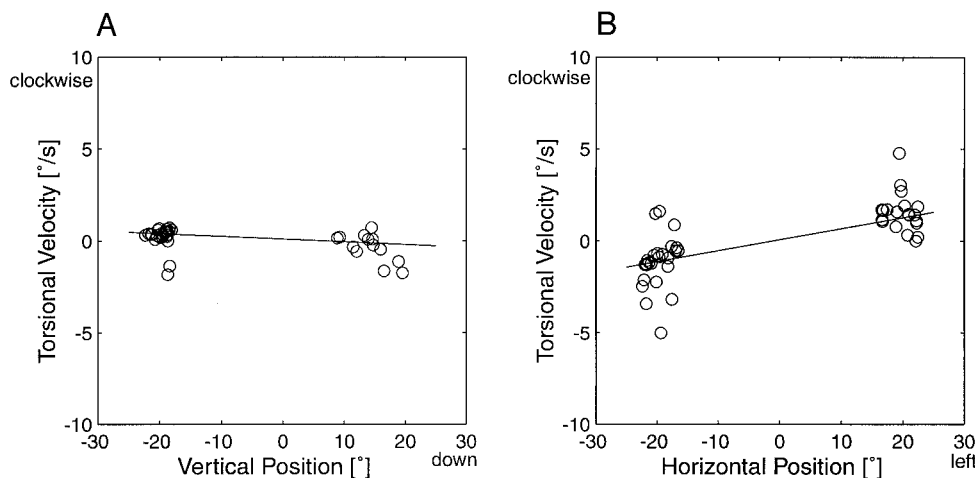 A
10
clockwise
5
0
-5
-10
Torsional Velocity [°/s]
-30 -20 -10 0 10 20 30
Vertical Position [°] down
B
10
clockwise
5
0
-5
-10
Torsional Velocity [°/s]
-30 -20 -10 0 10 20 30
Horizontal Position [°] left